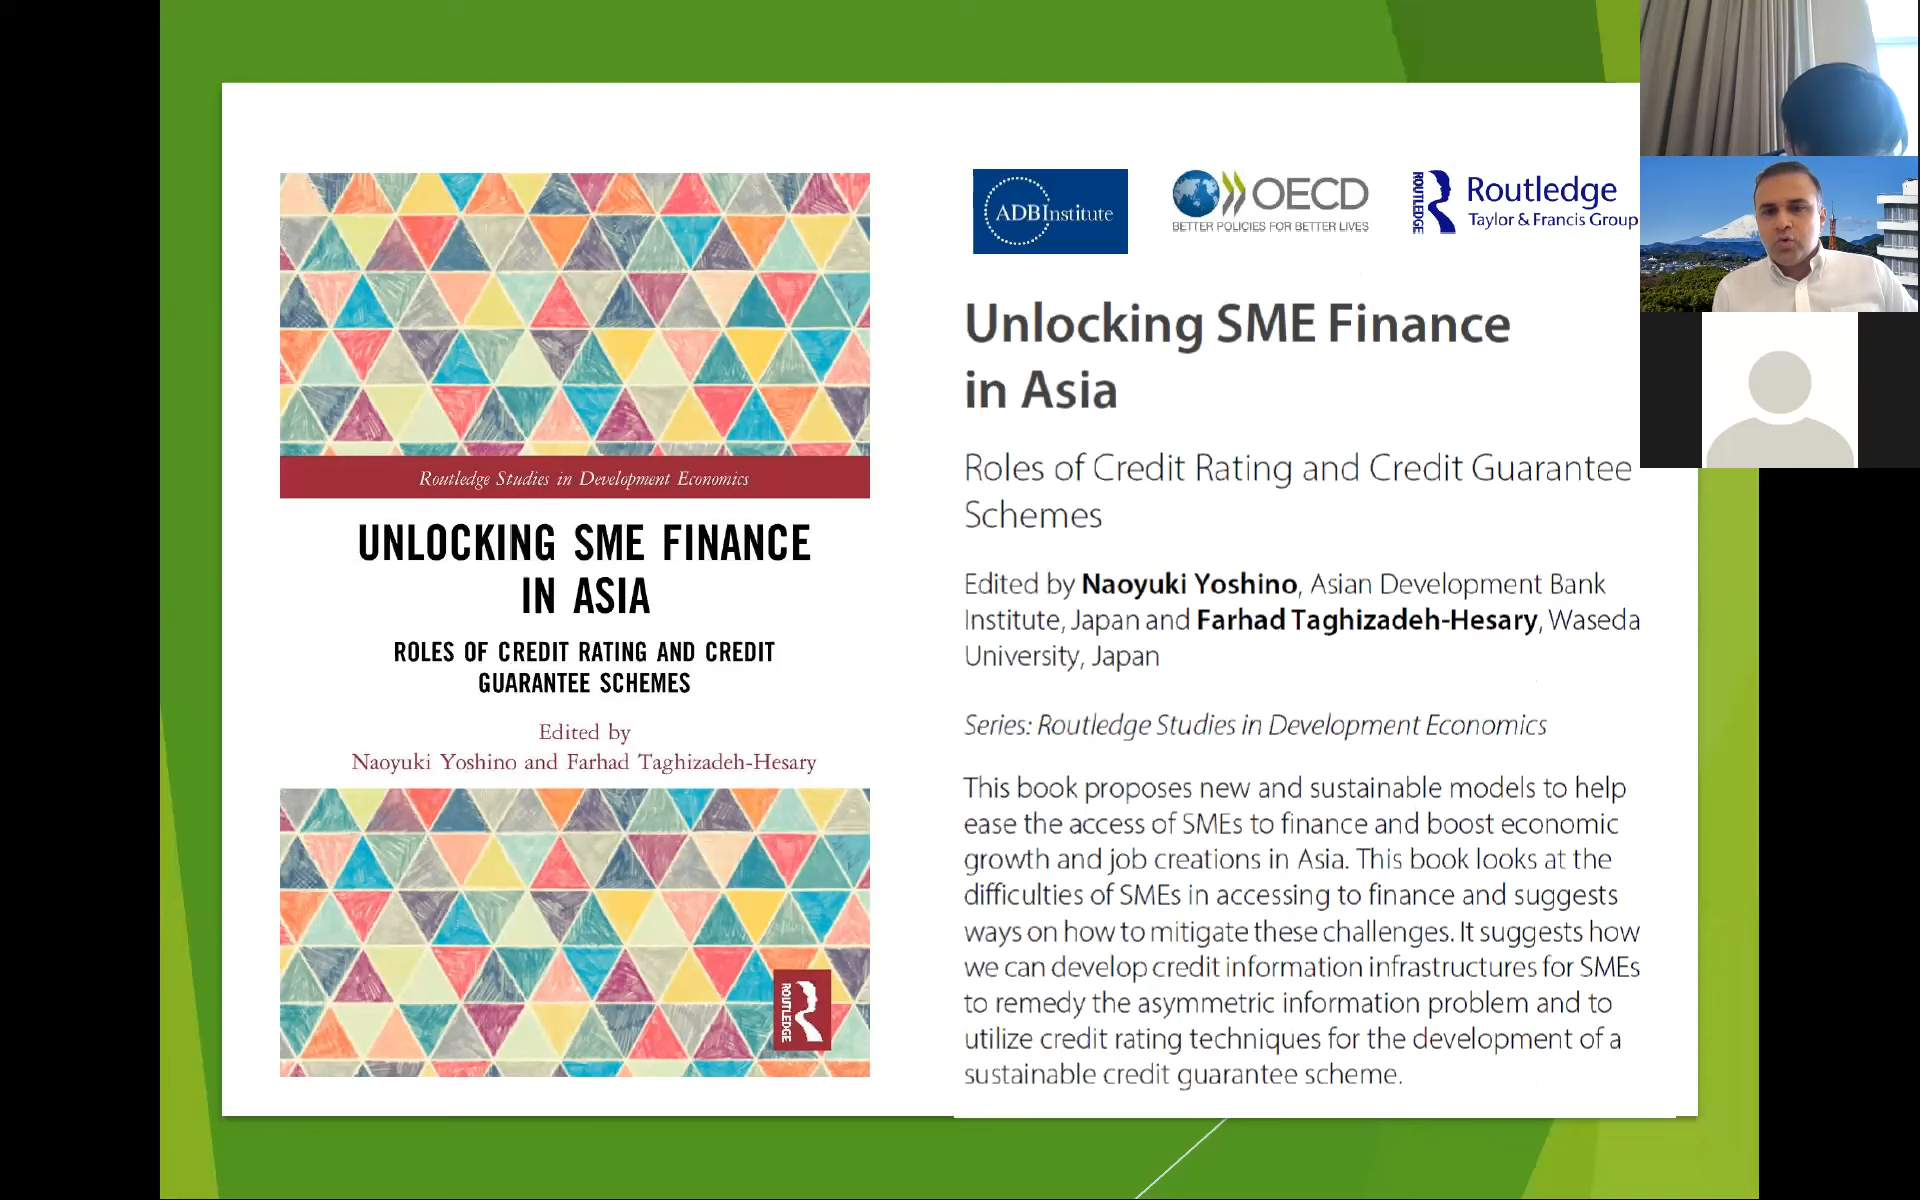 Routledge Studies in Development Economics
UNLOCKING SME FINANCE
IN ASIA
ROLES OF CREDIT RATING AND CREDIT
GUARANTEE SCHEMES
Edited by
Naoyuki Yoshino and Farhad Taghizadeh-Hesary
ROUTLEDGE
ADBInstitute
OECD
BETTER POLICIES FOR BETTER LIVES
ROUTLEDGE
Routledge
Taylor & Francis Group
Unlocking SME Finance
in Asia
Roles of Credit Rating and Credit Guarantee
Schemes
Edited by Naoyuki Yoshino, Asian Development Bank
Institute, Japan and Farhad Taghizadeh-Hesary, Waseda
University, Japan
Series: Routledge Studies in Development Economics
This book proposes new and sustainable models to help
ease the access of SMEs to finance and boost economic
growth and job creations in Asia. This book looks at the
difficulties of SMEs in accessing to finance and suggests
ways on how to mitigate these challenges. It suggests how
we can develop credit information infrastructures for SMEs
to remedy the asymmetric information problem and to
utilize credit rating techniques for the development of a
sustainable credit guarantee scheme.